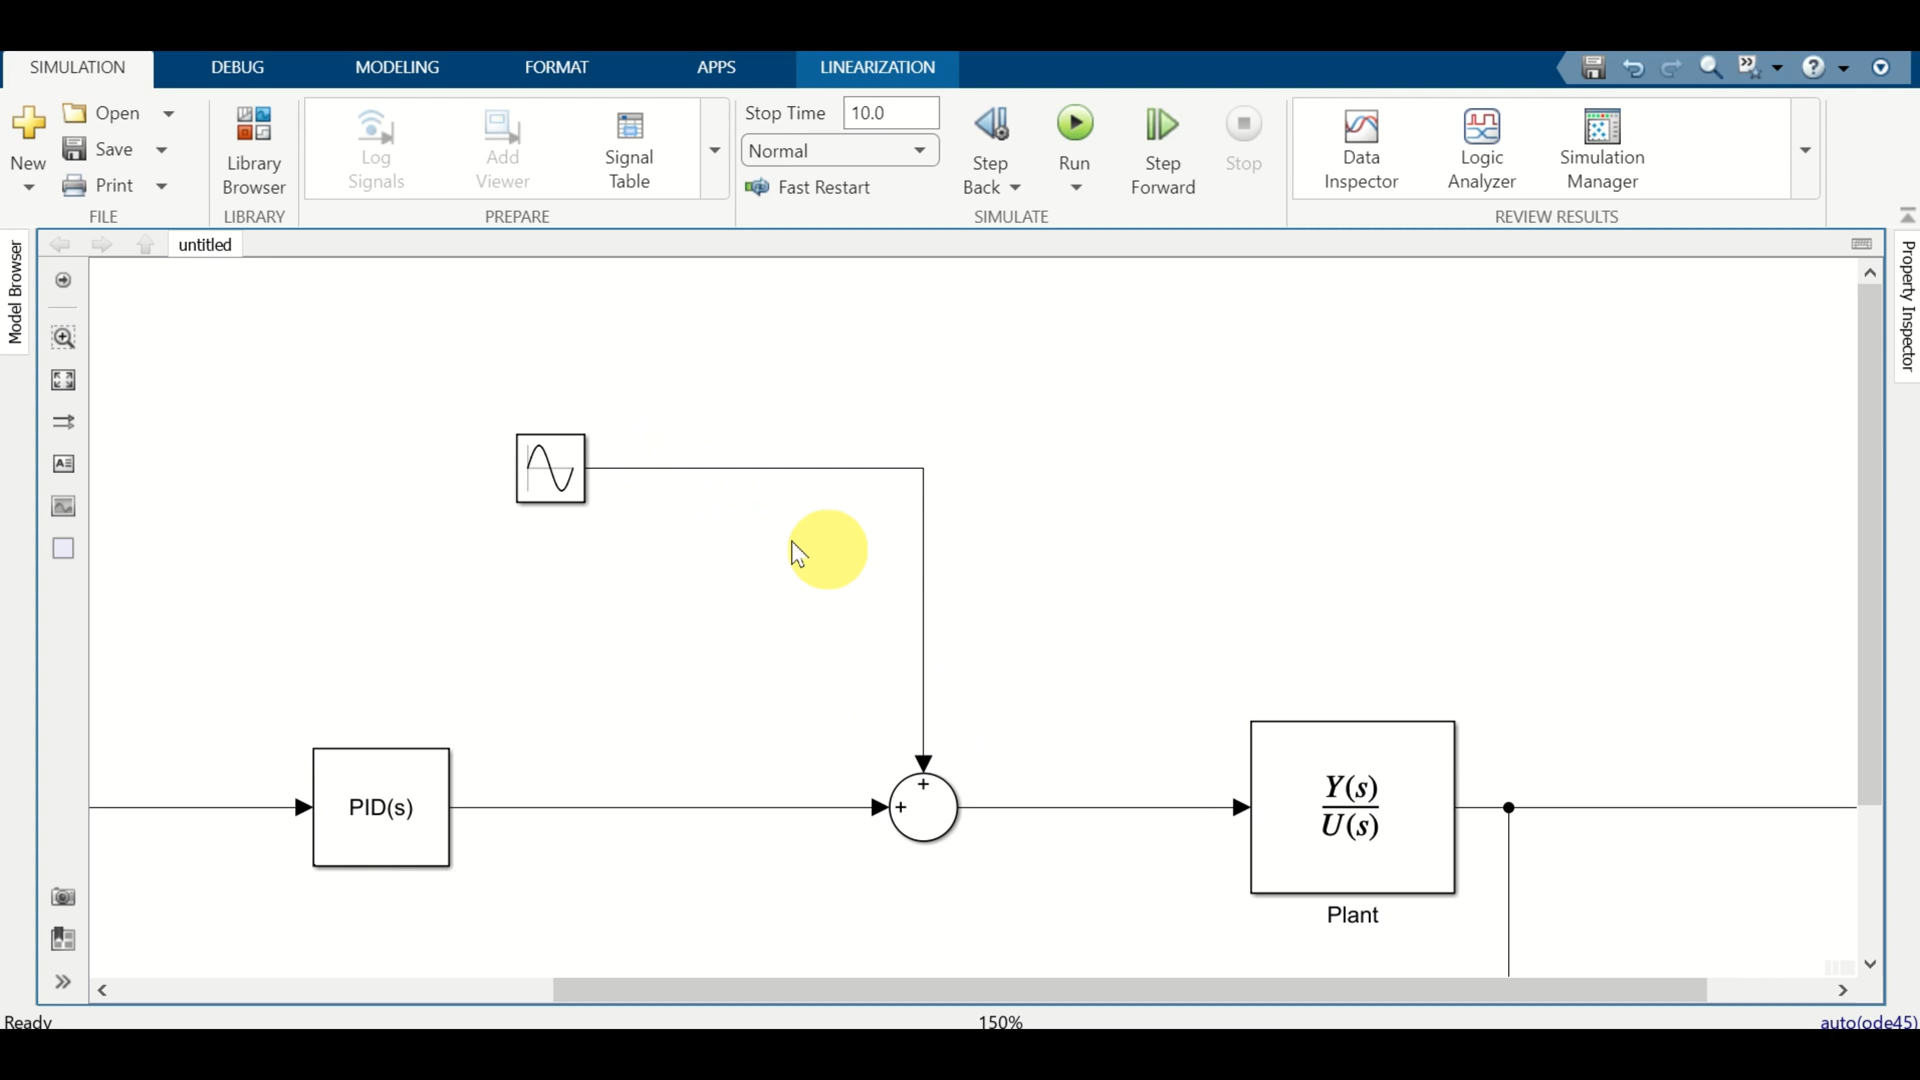 SIMULATION DEBUG MODELING FORMAT APPS LINEARIZATION
New
Open
Save
Print
FILE
Library
Browser
LIBRARY
Log
Signals
Add
Viewer
Signal
Table
PREPARE
Stop Time 10.0
Normal
Fast Restart
Step
Back
Run
Step
Forward
Stop
SIMULATE
Data
Inspector
Logic
Analyzer
Simulation
Manager
REVIEW RESULTS
Model Browser
untitled
Property Inspector
PID(s)
+
+
Y(s)
U(s)
Plant
Ready
150%
auto(ode45)